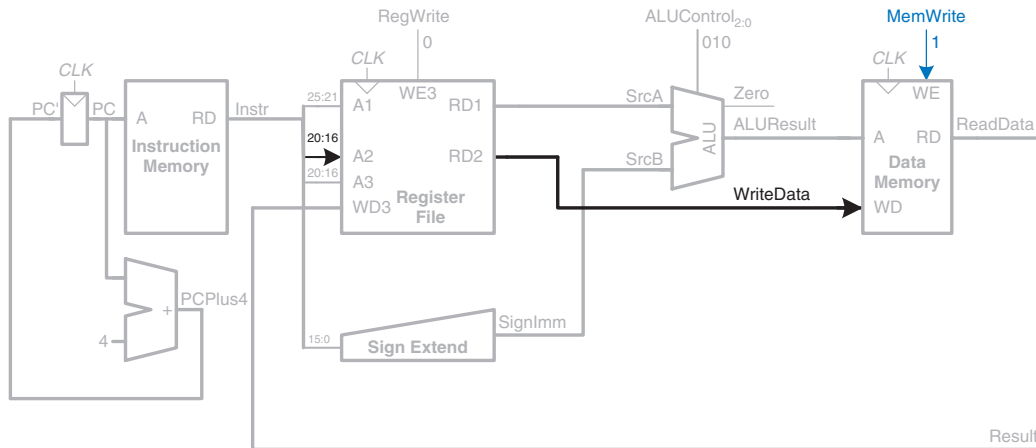 RegWrite
ALUControl2:0
MemWrite
0
010
1
CLK
CLK
CLK
PC'
PC
A
RD
Instr
Instruction
Memory
25:21
A1
WE3
RD1
20:16
A2
RD2
20:16
A3
WD3
Register
File
SrcA
SrcB
ALU
Zero
ALUResult
WriteData
WE
A
RD
ReadData
Data
Memory
WD
PCPlus4
+
4
15:0
Sign Extend
SignImm
Result